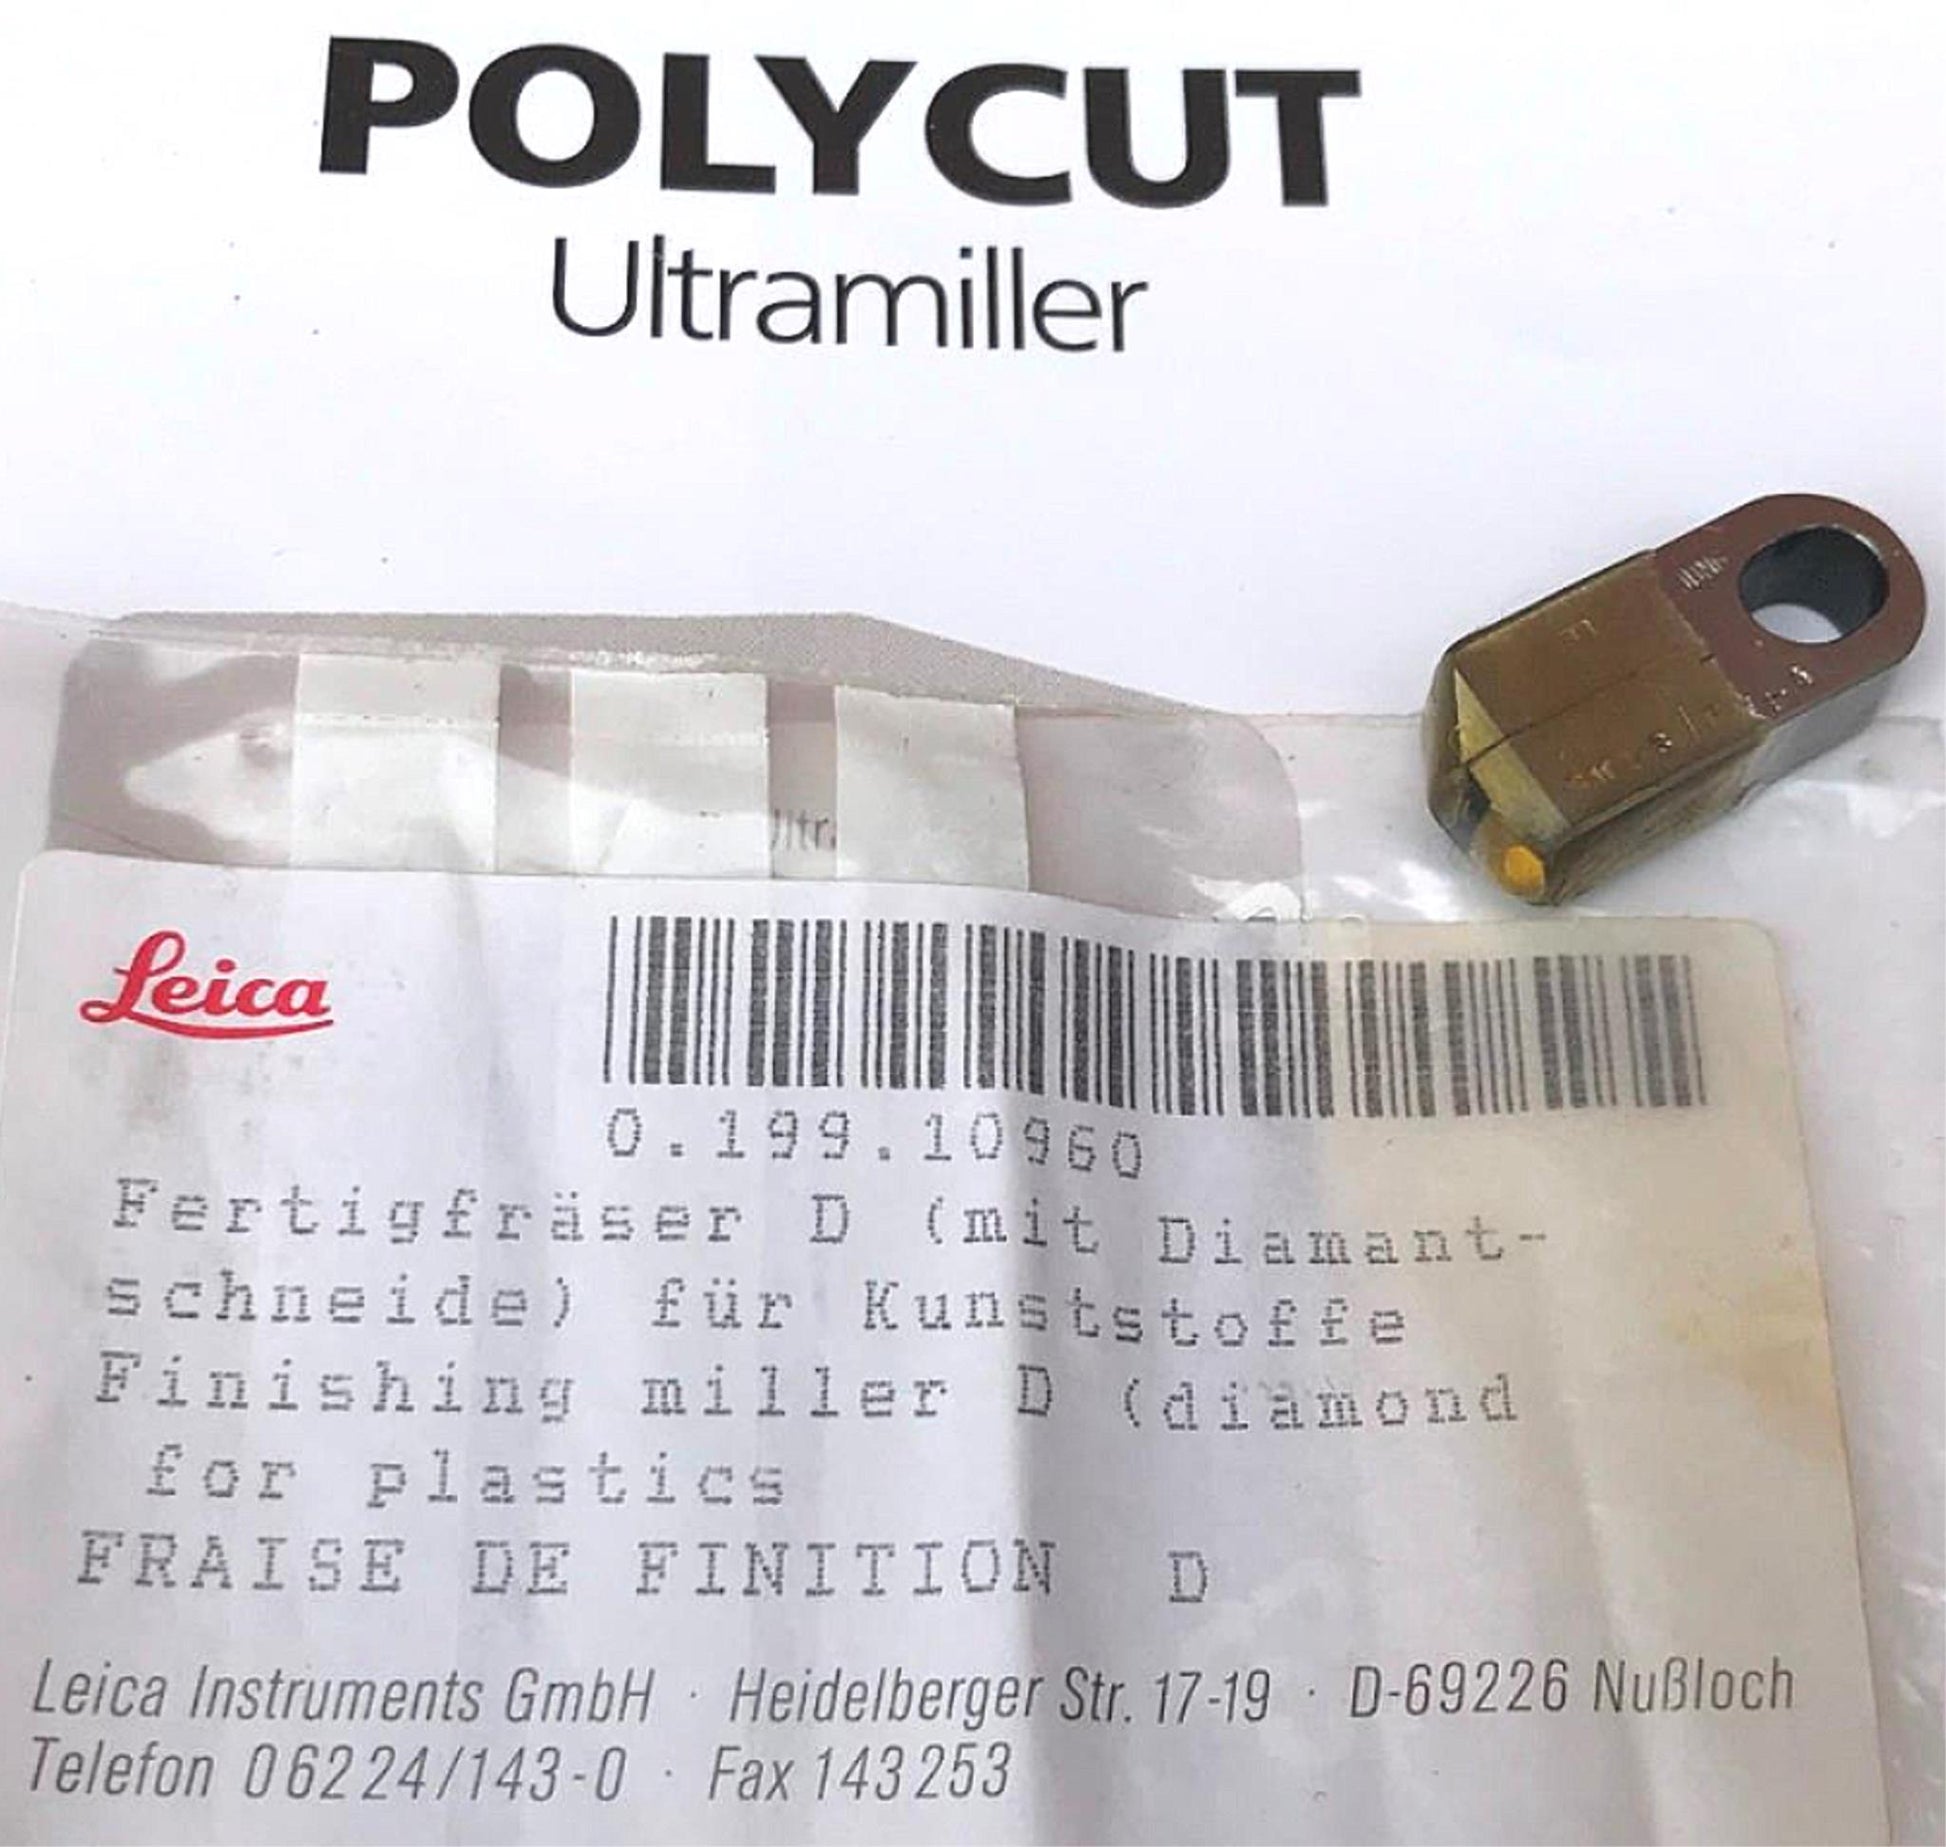 POLYCUT
Ultramiller
Leica
0.199.10960
Fertigfräser D (mit Diamant-
schneide) für Kunststoffe
Finishing miller D (diamond
for plastics
FRAISE DE FINITION D
Leica Instruments GmbH · Heidelberger Str. 17-19 · D-69226 Nußloch
Telefon 06224/143-0 · Fax 143253